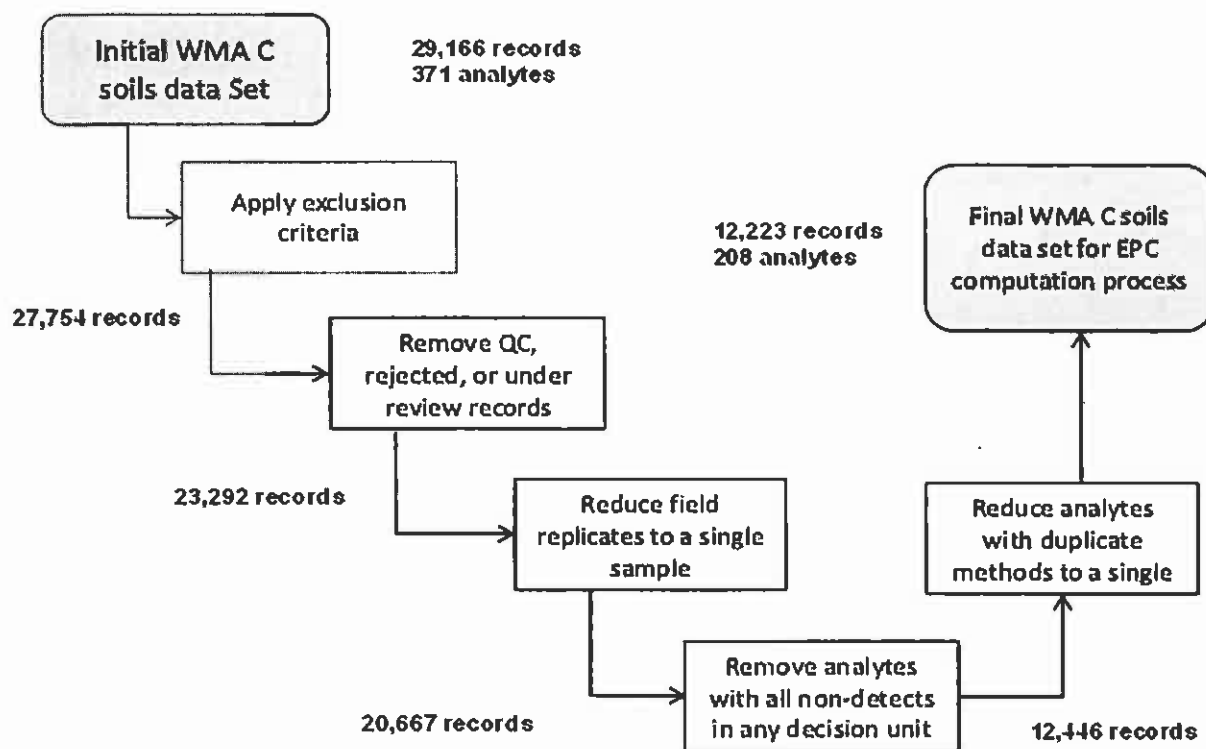 Initial WMA C
soils data Set
29,166 records
371 analytes
Apply exclusion
criteria
27,754 records
Remove QC,
rejected, or under
review records
23,292 records
Reduce field
replicates to a single
sample
20,667 records
Remove analytes
with all non-detects
in any decision unit
12,446 records
Reduce analytes
with duplicate
methods to a single
12,223 records
208 analytes
Final WMA C soils
data set for EPC
computation process